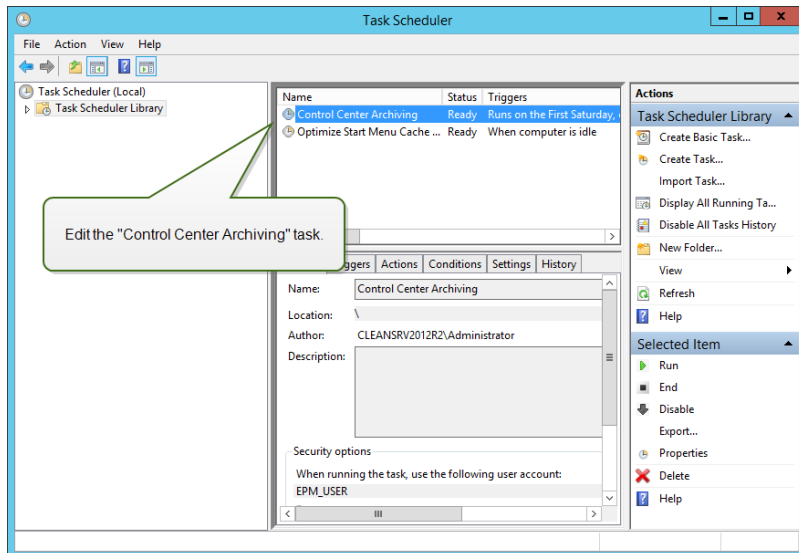 Task Scheduler
File Action View Help
Task Scheduler (Local)
Task Scheduler Library
Name Status Triggers
Control Center Archiving Ready Runs on the First Saturday,
Optimize Start Menu Cache ... Ready When computer is idle
Edit the "Control Center Archiving" task.
Actions Conditions Settings History
Name: Control Center Archiving
Location: \
Author: CLEANSRV2012R2\Administrator
Description:
Security options
When running the task, use the following user account:
EPM_USER
Actions
Task Scheduler Library
Create Basic Task...
Create Task...
Import Task...
Display All Running Ta...
Disable All Tasks History
New Folder...
View
Refresh
Help
Selected Item
Run
End
Disable
Export...
Properties
Delete
Help